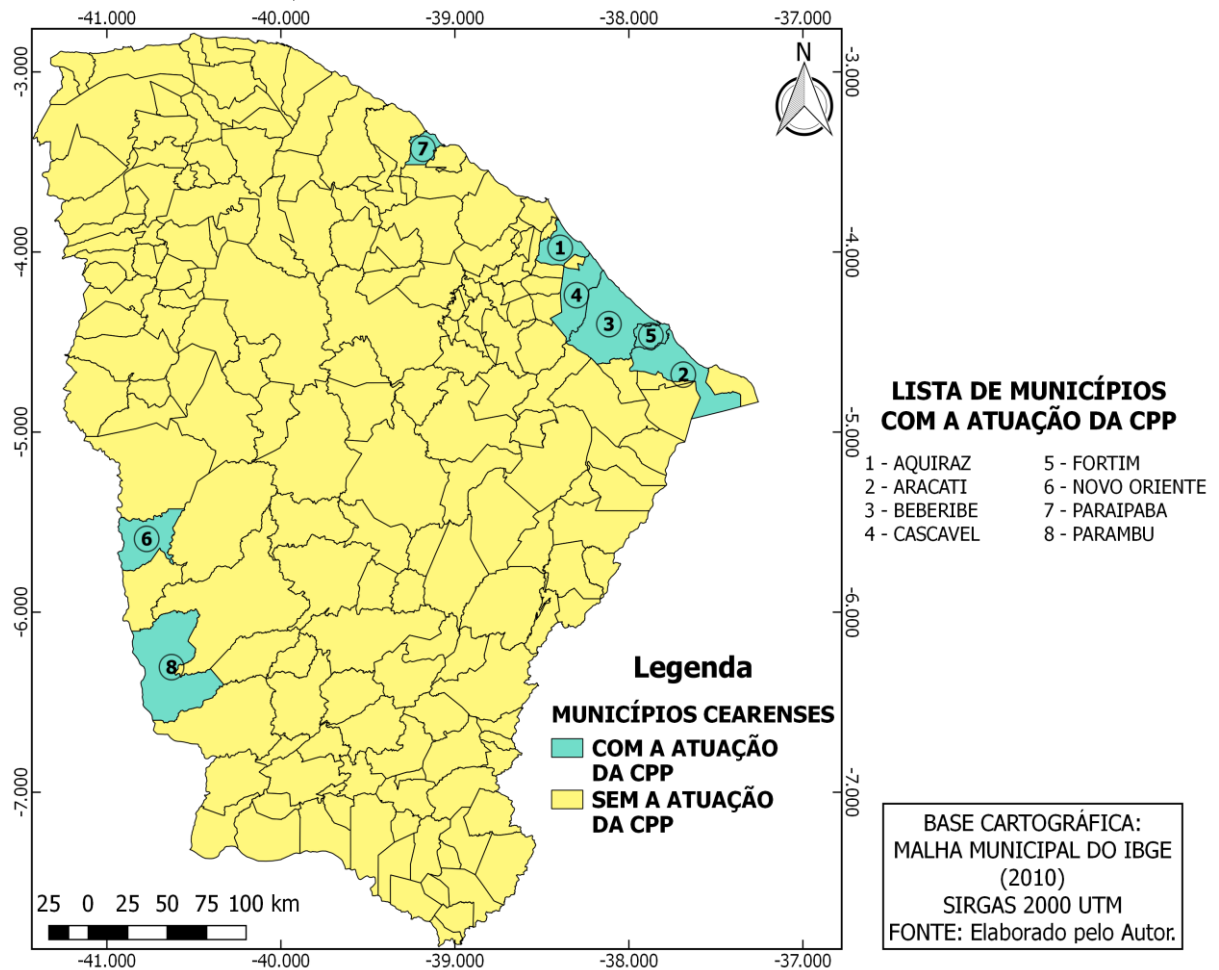 -41.000 -40.000 -39.000 -38.000 -37.000
N
-3.000 -3.000
-4.000 -4.000
-5.000 -5.000
-6.000 -6.000
-7.000 -7.000
7
1
4
3
5
2
6
8
LISTA DE MUNICÍPIOS
COM A ATUAÇÃO DA CPP
1 - AQUIRAZ 5 - FORTIM
2 - ARACATI 6 - NOVO ORIENTE
3 - BEBERIBE 7 - PARAIPABA
4 - CASCAVEL 8 - PARAMBU
Legenda
MUNICÍPIOS CEARENSES
COM A ATUAÇÃO
DA CPP
SEM A ATUAÇÃO
DA CPP
25 0 25 50 75 100 km
BASE CARTOGRÁFICA:
MALHA MUNICIPAL DO IBGE
(2010)
SIRGAS 2000 UTM
FONTE: Elaborado pelo Autor.
-41.000 -40.000 -39.000 -38.000 -37.000